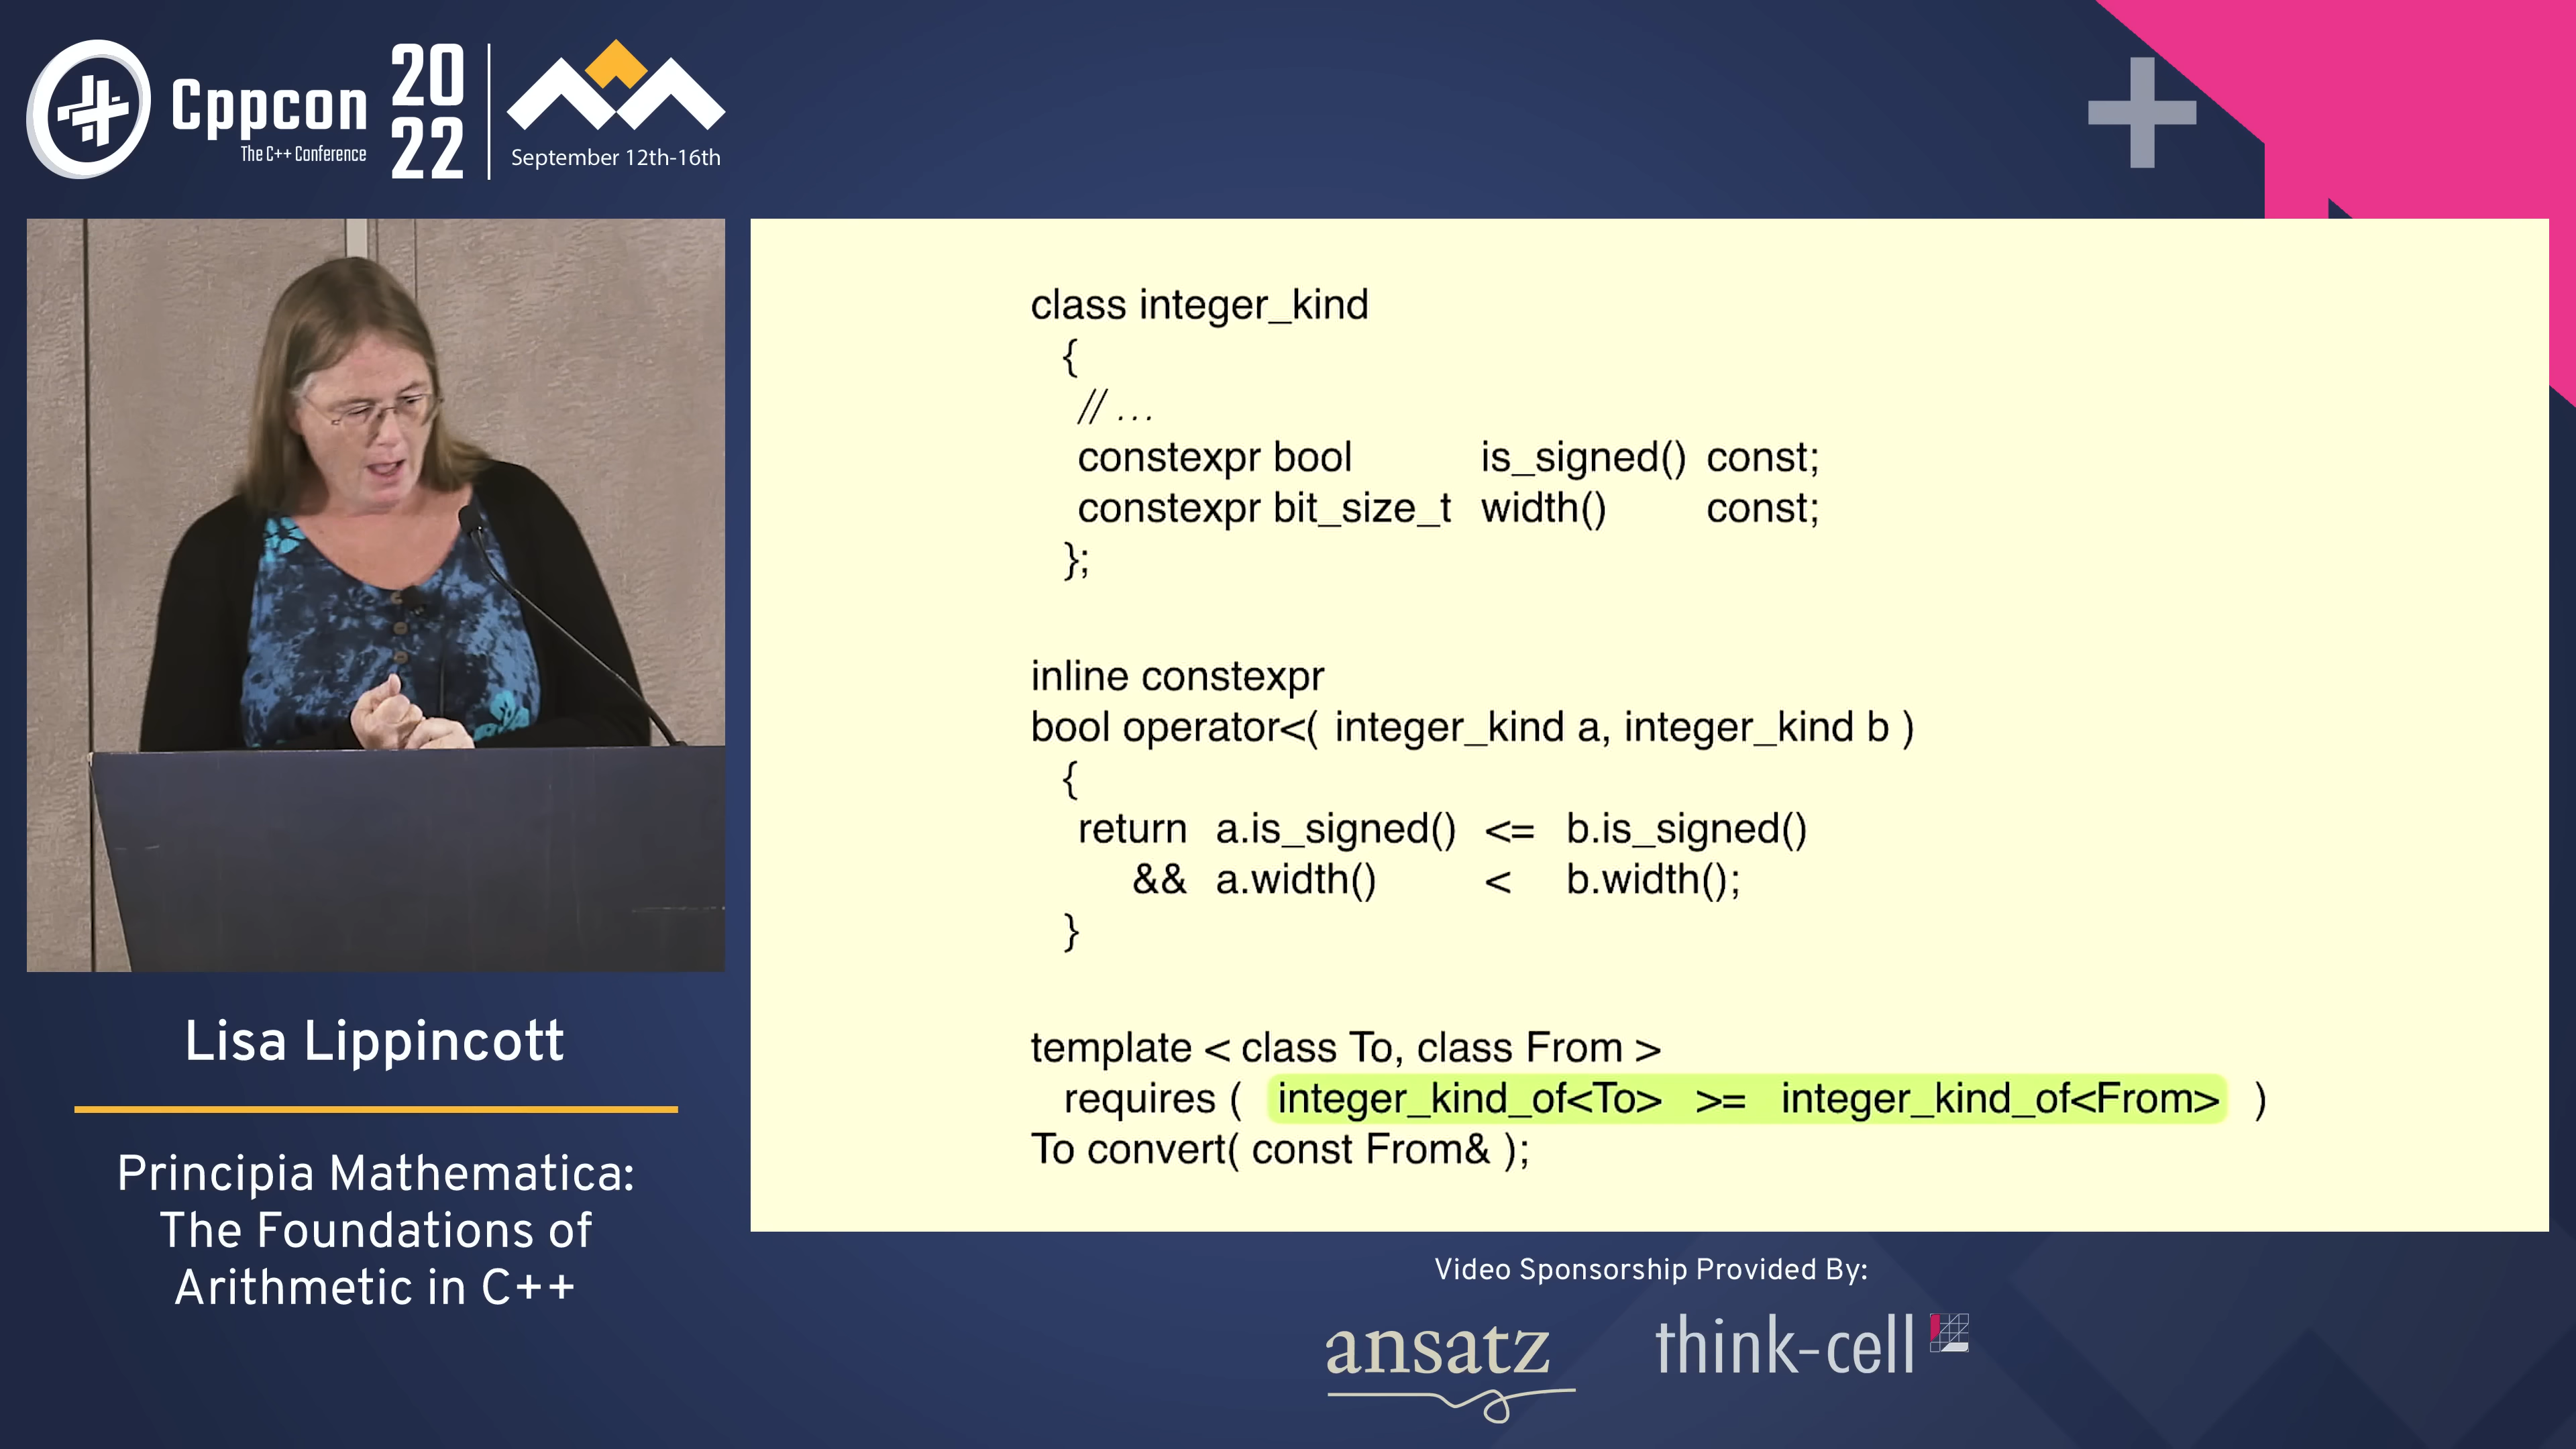 Cppcon
The C++ Conference
20
22
September 12th-16th
class integer_kind
{
// ...
constexpr bool is_signed() const;
constexpr bit_size_t width() const;
};
inline constexpr
bool operator<( integer_kind a, integer_kind b )
{
return a.is_signed() <= b.is_signed()
&& a.width() < b.width();
}
template < class To, class From >
requires ( integer_kind_of<To> >= integer_kind_of<From> )
To convert( const From& );
Lisa Lippincott
Principia Mathematica:
The Foundations of
Arithmetic in C++
Video Sponsorship Provided By:
ansatz
think-cell